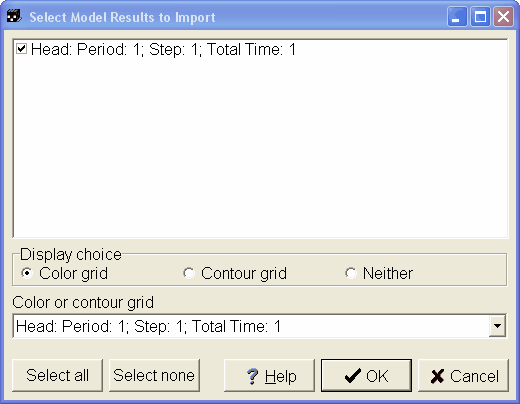 Select Model Results to Import
Head: Period: 1; Step: 1; Total Time: 1
Display choice
Color grid Contour grid Neither
Color or contour grid
Head: Period: 1; Step: 1; Total Time: 1
Select all Select none ? Help OK Cancel